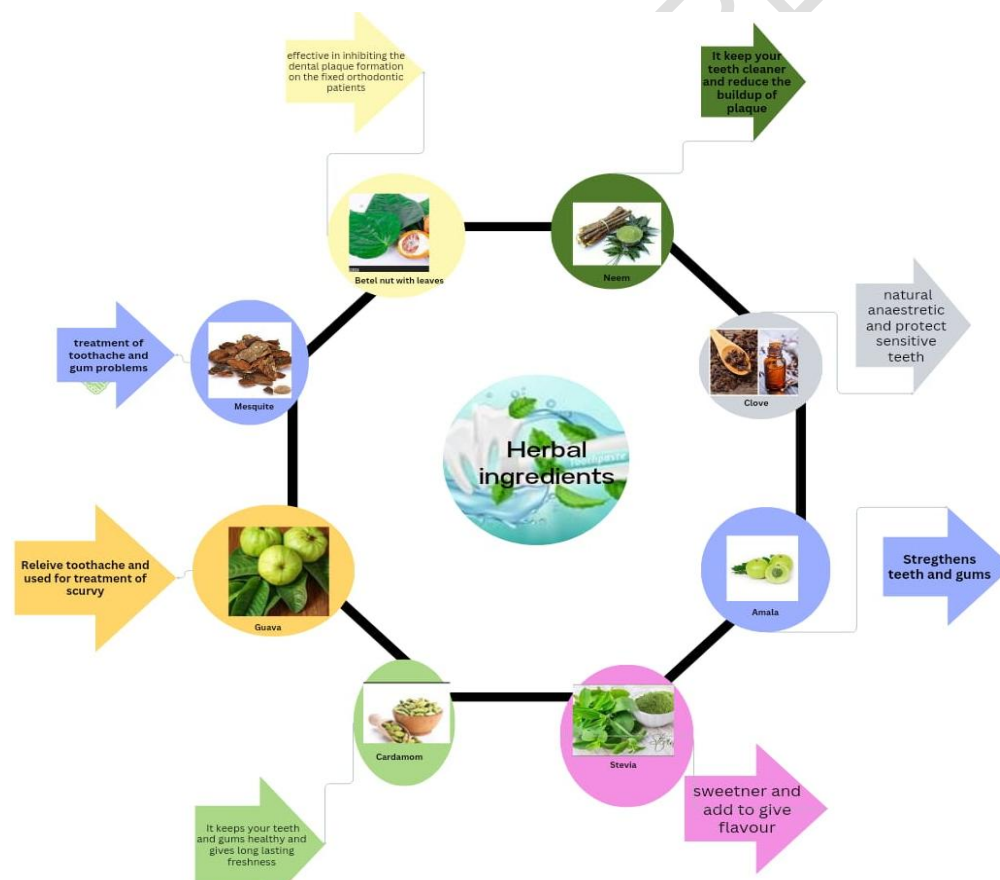 effective in inhibiting the
dental plaque formation
on the fixed orthodontic
patients
It keep your
teeth cleaner
and reduce the
buildup of
plaque
Betel nut with leaves
Neem
natural
anaestretic
and protect
sensitive
teeth
treatment of
toothache and
gum problems
Mesquite
Clove
Herbal
ingredients
Toothpaste
Releive toothache and
used for treatment of
scurvy
Guava
Stregthens
teeth and gums
Amala
Cardamom
Stevia
Stevia
sweetner and
add to give
flavour
It keeps your teeth
and gums healthy and
gives long lasting
freshness